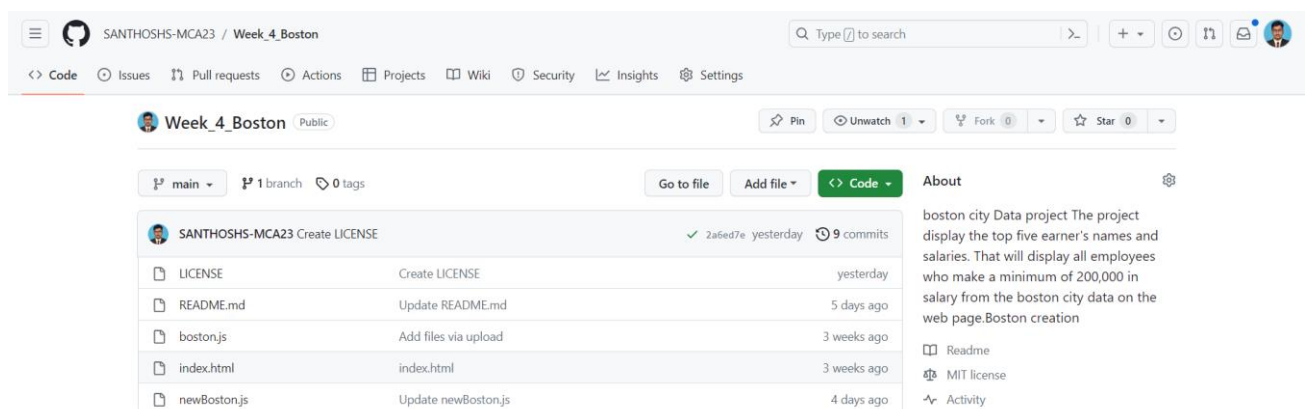 SANTHOSHS-MCA23 / Week_4_Boston
Type / to search
<> Code Issues Pull requests Actions Projects Wiki Security Insights Settings
Week_4_Boston Public
Pin Unwatch 1 Fork 0 Star 0
main 1 branch 0 tags
Go to file Add file <> Code
About
boston city Data project The project
display the top five earner's names and
salaries. That will display all employees
who make a minimum of 200,000 in
salary from the boston city data on the
web page.Boston creation
Readme
MIT license
Activity
SANTHOSHS-MCA23 Create LICENSE 2a6ed7e yesterday 9 commits
LICENSE Create LICENSE yesterday
README.md Update README.md 5 days ago
boston.js Add files via upload 3 weeks ago
index.html index.html 3 weeks ago
newBoston.js Update newBoston.js 4 days ago